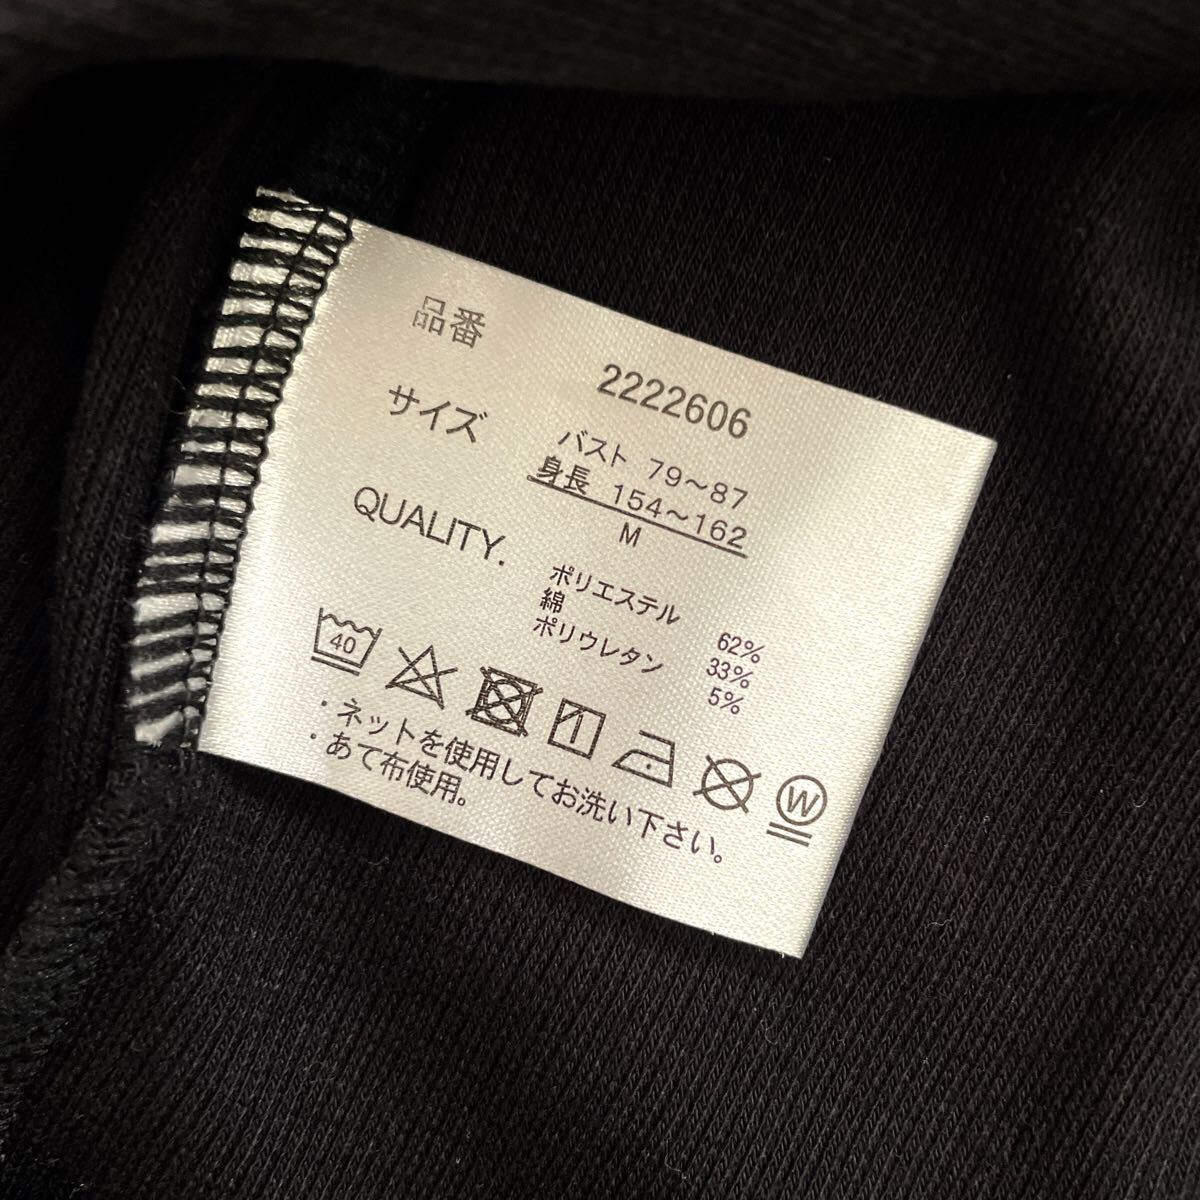 品番 2222606
サイズ バスト 79~87
身長 154~162
M
QUALITY.
ポリエステル 62%
綿 33%
ポリウレタン 5%
40
W
・ネットを使用してお洗い下さい。
・あて布使用。